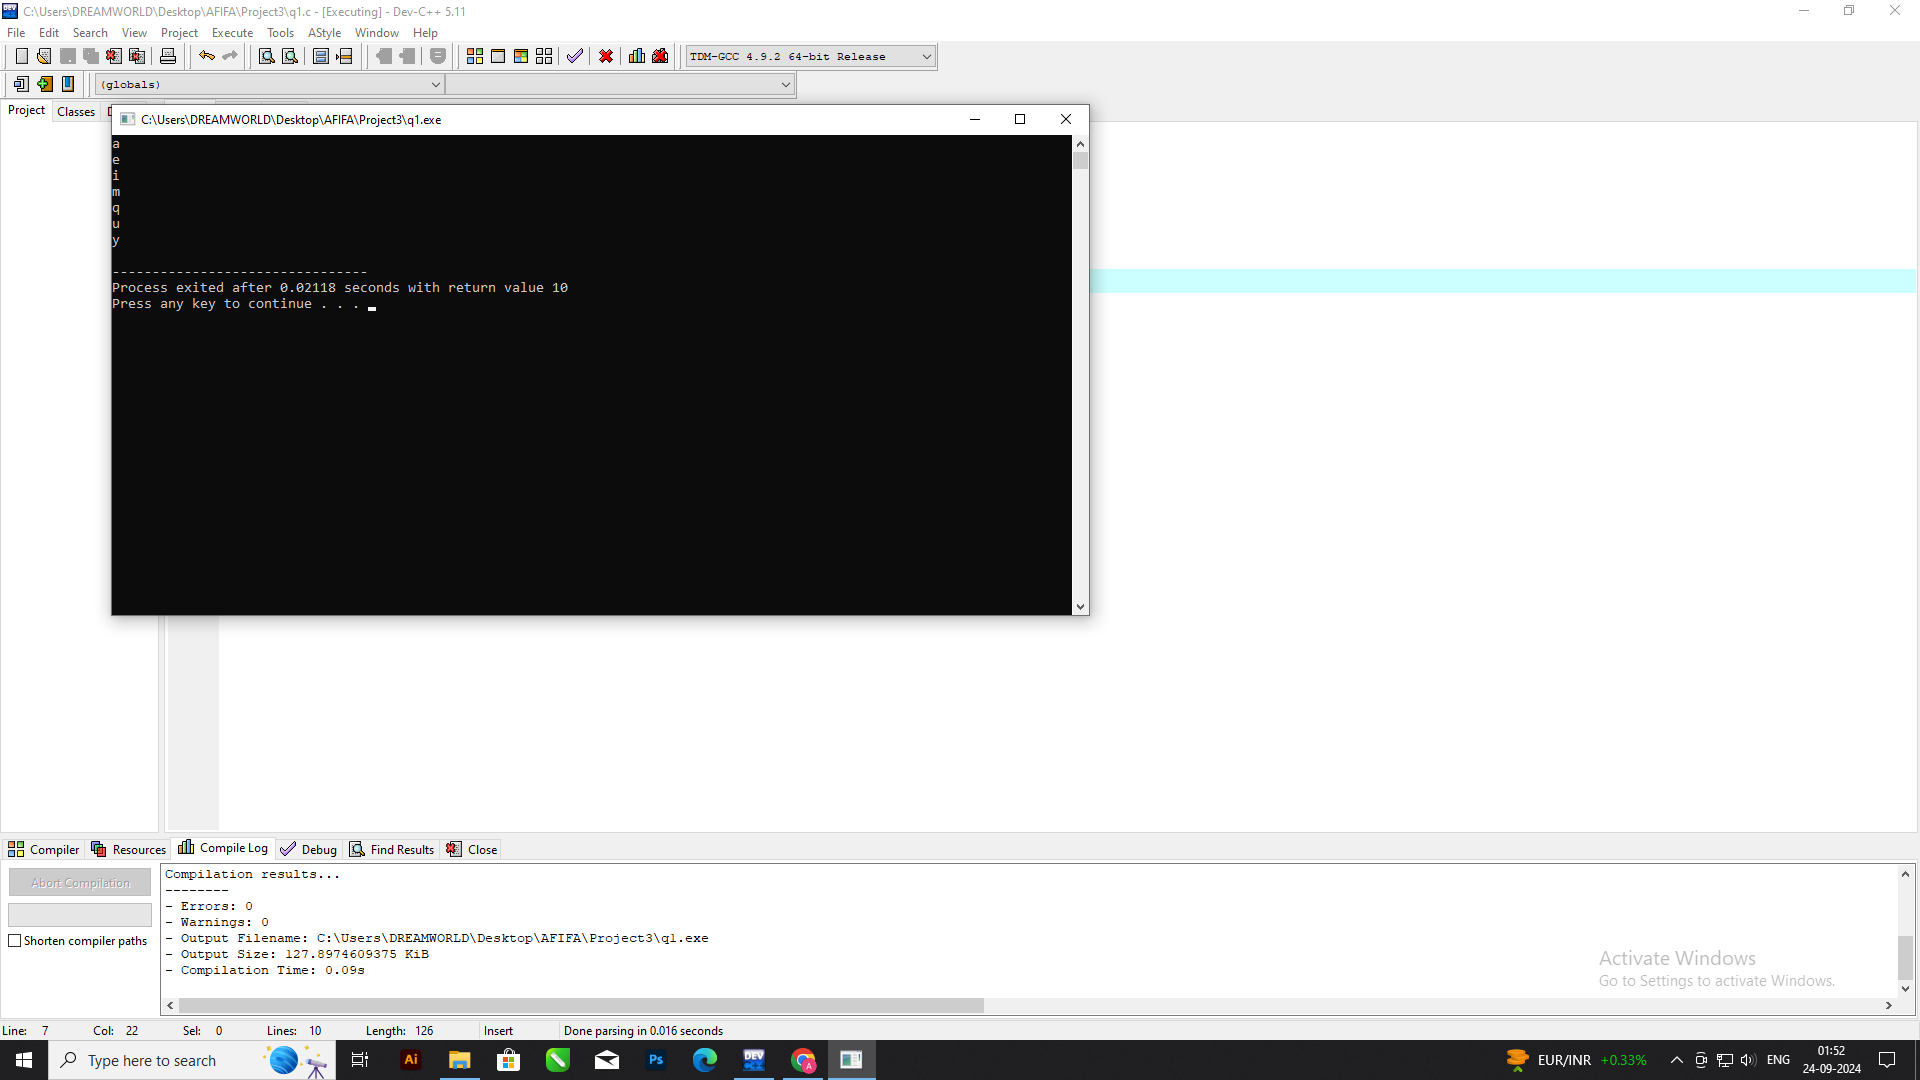 C:\Users\DREAMWORLD\Desktop\AFIFA\Project3\q1.c - [Executing] - Dev-C++ 5.11
File Edit Search View Project Execute Tools AStyle Window Help
TDM-GCC 4.9.2 64-bit Release
(globals)
Project Classes
C:\Users\DREAMWORLD\Desktop\AFIFA\Project3\q1.exe
a
e
i
m
q
u
y
--------------------------------
Process exited after 0.02118 seconds with return value 10
Press any key to continue . . .
Compiler Resources Compile Log Debug Find Results Close
Abort Compilation
Shorten compiler paths
Compilation results...
--------
- Errors: 0
- Warnings: 0
- Output Filename: C:\Users\DREAMWORLD\Desktop\AFIFA\Project3\q1.exe
- Output Size: 127.8974609375 KiB
- Compilation Time: 0.09s
Activate Windows
Go to Settings to activate Windows.
Line: 7 Col: 22 Sel: 0 Lines: 10 Length: 126 Insert Done parsing in 0.016 seconds
Type here to search
Ai
Ps
DEV
A
EUR/INR +0.33%
ENG
01:52
24-09-2024